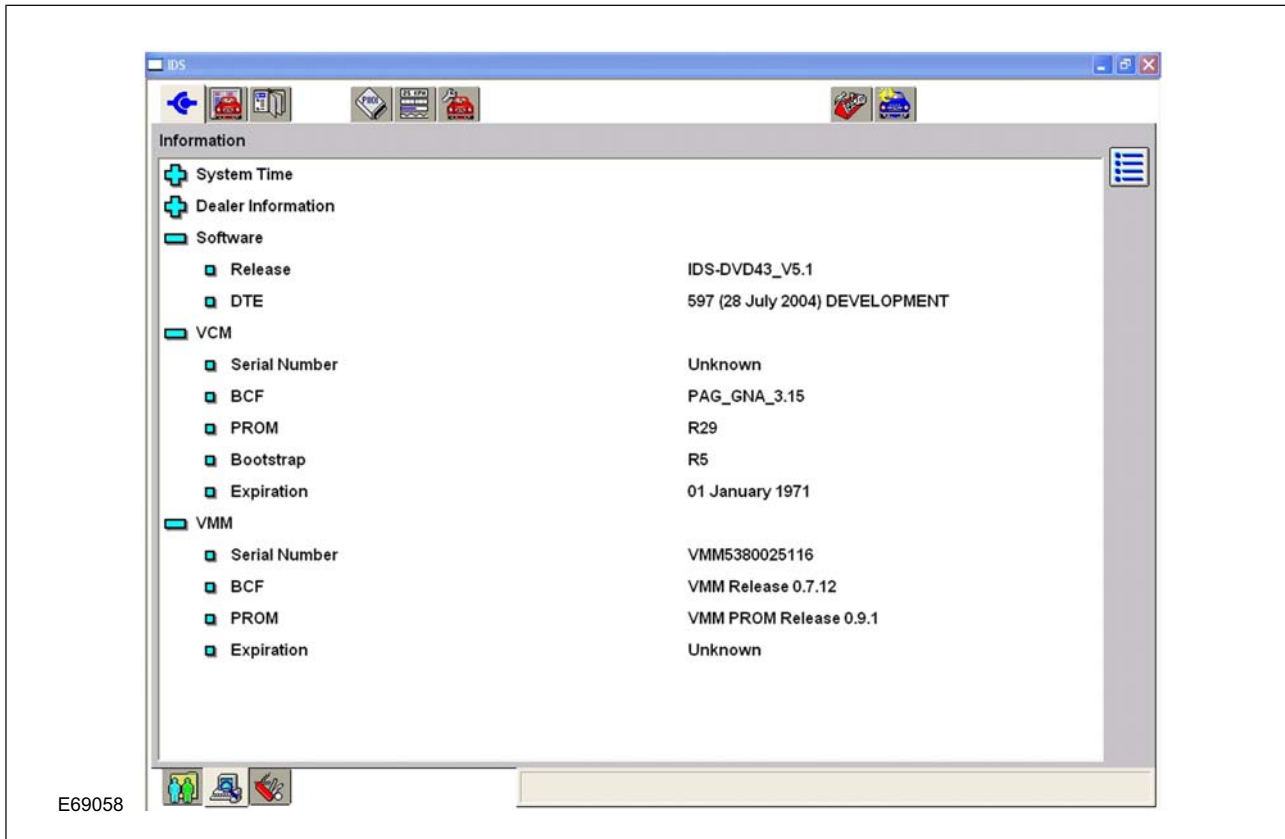 IDS
Information
System Time
Dealer Information
Software
Release IDS-DVD43_V5.1
DTE 597 (28 July 2004) DEVELOPMENT
VCM
Serial Number Unknown
BCF PAG_GNA_3.15
PROM R29
Bootstrap R5
Expiration 01 January 1971
VMM
Serial Number VMM5380025116
BCF VMM Release 0.7.12
PROM VMM PROM Release 0.9.1
Expiration Unknown
E69058